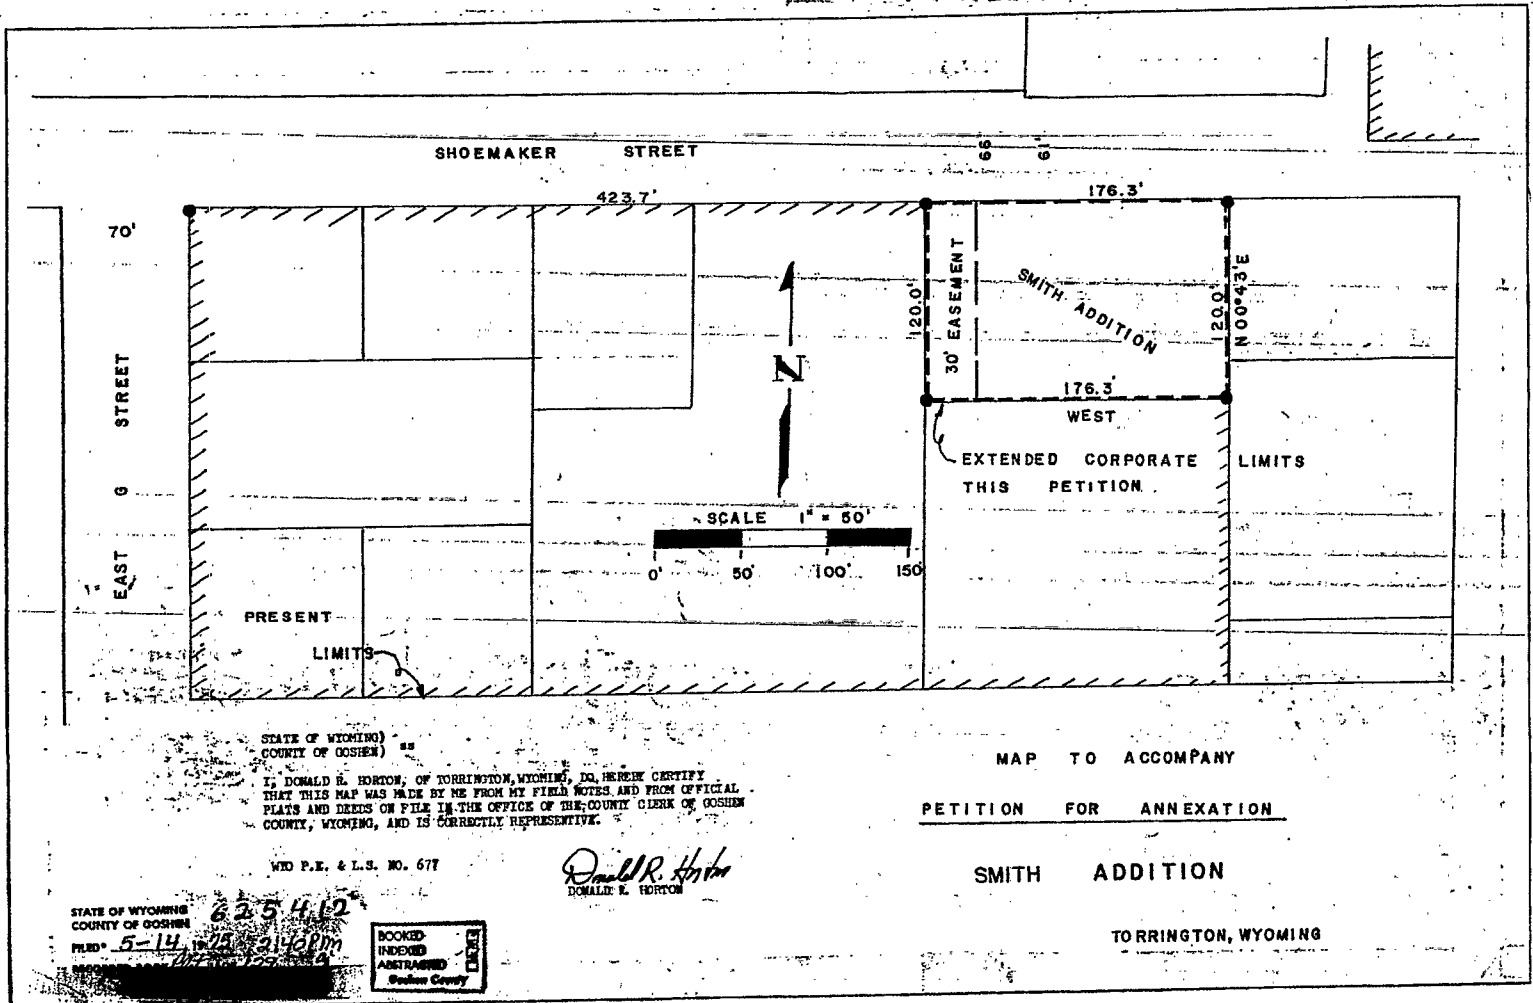 SHOEMAKER STREET
66'
61'
423.7'
176.3'
70'
EAST G STREET
120.0'
30' EASEMENT
SMITH ADDITION
120.0'
N 00°43'E
N
176.3'
WEST
EXTENDED CORPORATE LIMITS
THIS PETITION
SCALE 1" = 50'
0' 50' 100' 150'
PRESENT
LIMITS
STATE OF WYOMING)
COUNTY OF GOSHEN) ss
I, DONALD R. HORTON, OF TORRINGTON, WYOMING, DO HEREBY CERTIFY
THAT THIS MAP WAS MADE BY ME FROM MY FIELD NOTES AND FROM OFFICIAL
PLATS AND DEEDS ON FILE IN THE OFFICE OF THE COUNTY CLERK OF GOSHEN
COUNTY, WYOMING, AND IS CORRECTLY REPRESENTIVE.
WYO P.E. & L.S. NO. 677
Donald R. Horton
DONALD R. HORTON
MAP TO ACCOMPANY
PETITION FOR ANNEXATION
SMITH ADDITION
TORRINGTON, WYOMING
STATE OF WYOMING
COUNTY OF GOSHEN
625412
FILED 5-14 1975 2:40 PM
BOOKED
INDEXED
ABSTRACTED
Goshen County